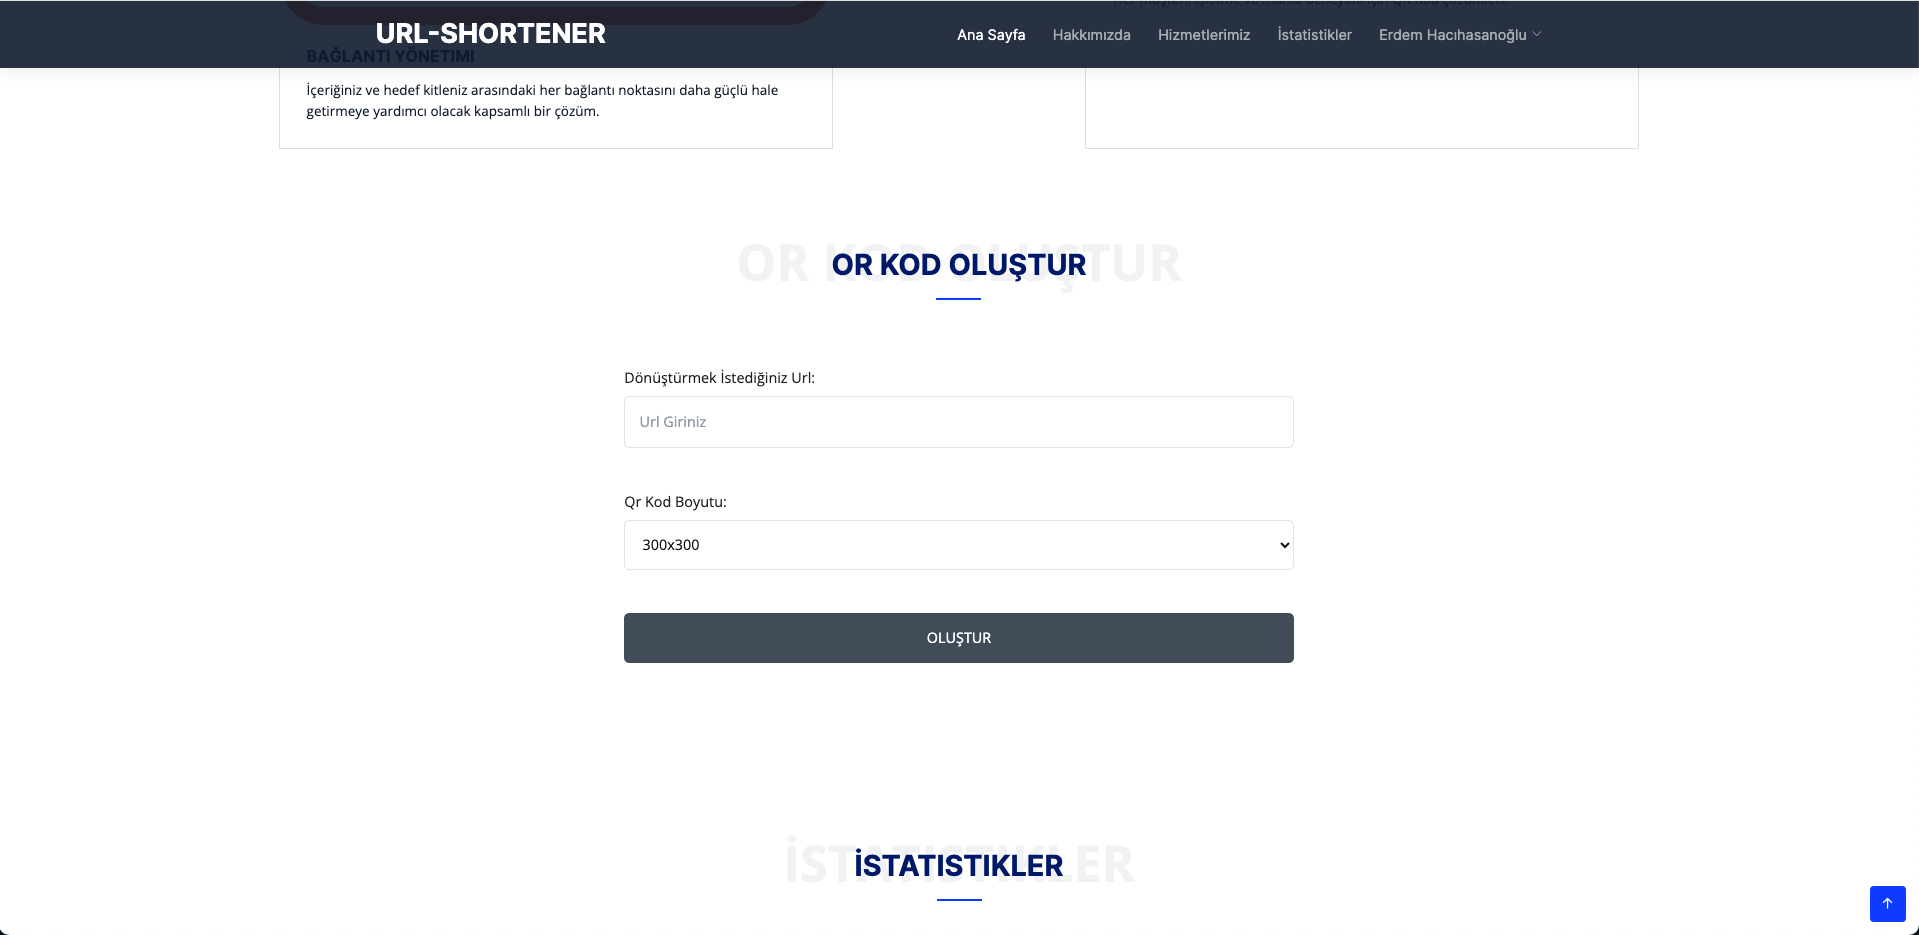 URL-SHORTENER
Ana Sayfa
Hakkımızda
Hizmetlerimiz
İstatistikler
Erdem Hacıhasanoğlu
BAĞLANTI YÖNETIMI
İçeriğiniz ve hedef kitleniz arasındaki her bağlantı noktasını daha güçlü hale
getirmeye yardımcı olacak kapsamlı bir çözüm.
OR KOD OLUŞTUR
OR KOD OLUŞTUR
Dönüştürmek İstediğiniz Url:
Url Giriniz
Qr Kod Boyutu:
300x300
OLUŞTUR
İSTATISTIKLER
İSTATISTIKLER